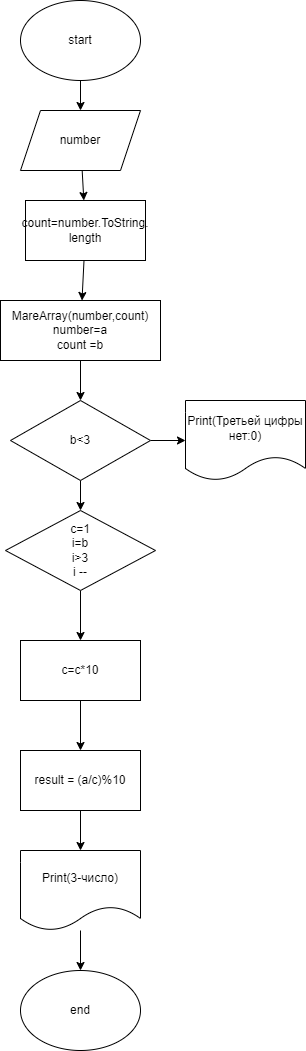 start
number
count=number.ToString.
length
MareArray(number,count)
number=a
count =b
b<3
Print(Третьей цифры
нет:0)
c=1
i=b
i>3
i --
c=c*10
result = (a/c)%10
Print(3-число)
end